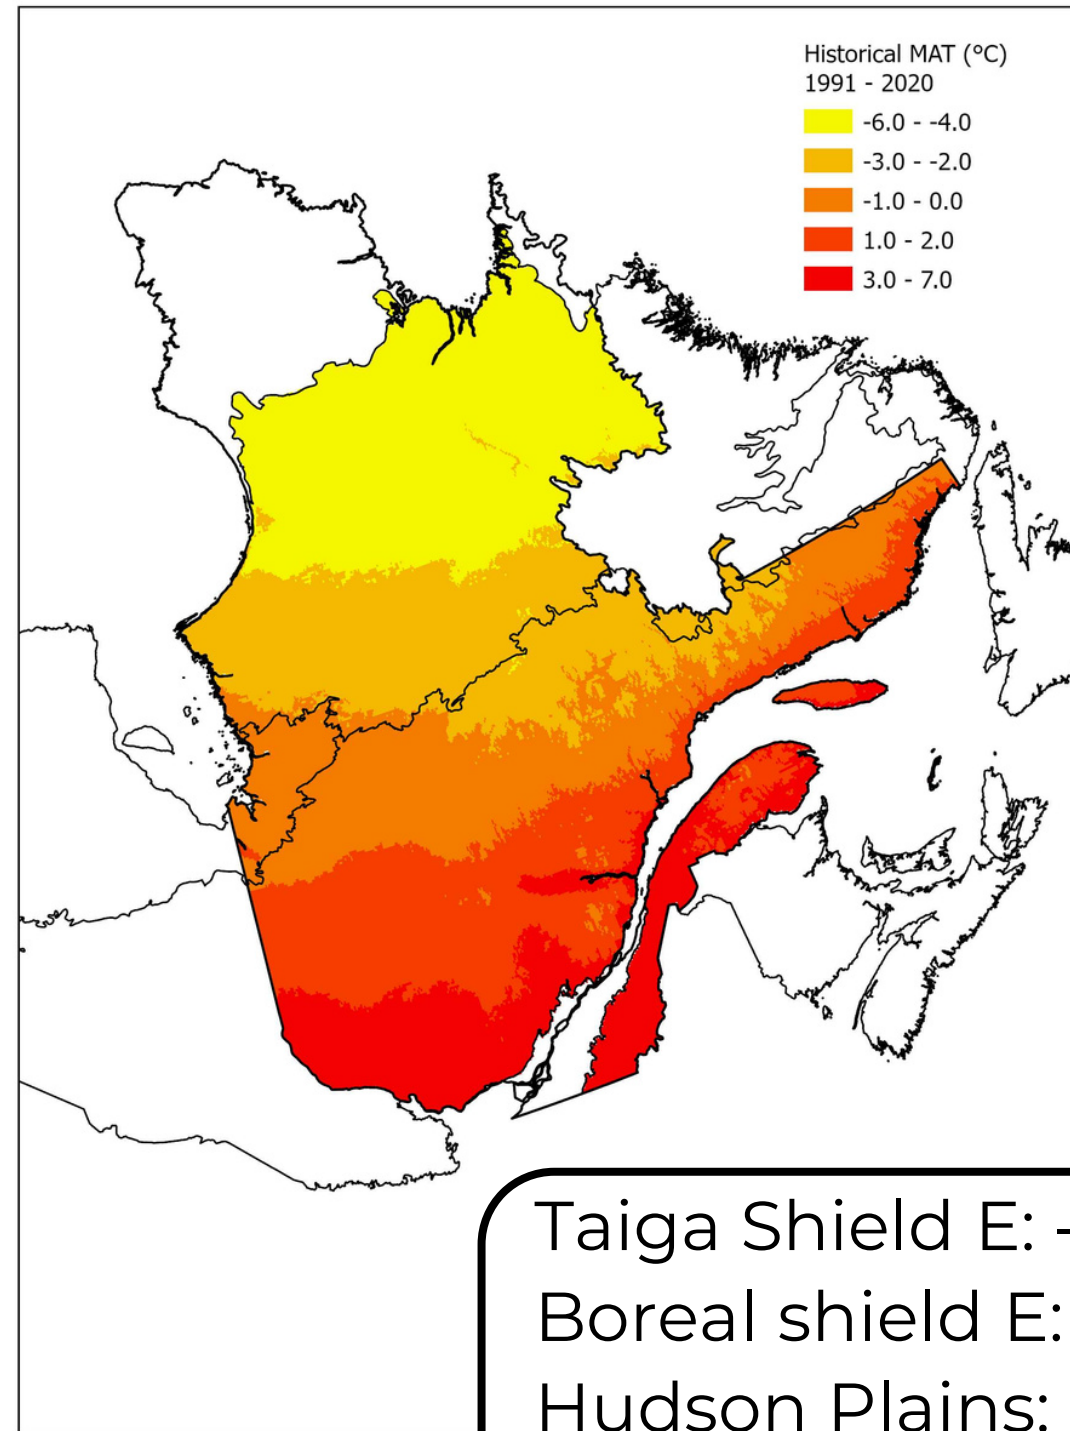 Historical MAT (°C)
1991 - 2020
-6.0 - -4.0
-3.0 - -2.0
-1.0 - 0.0
1.0 - 2.0
3.0 - 7.0
Taiga Shield E: -
Boreal shield E:
Hudson Plains: